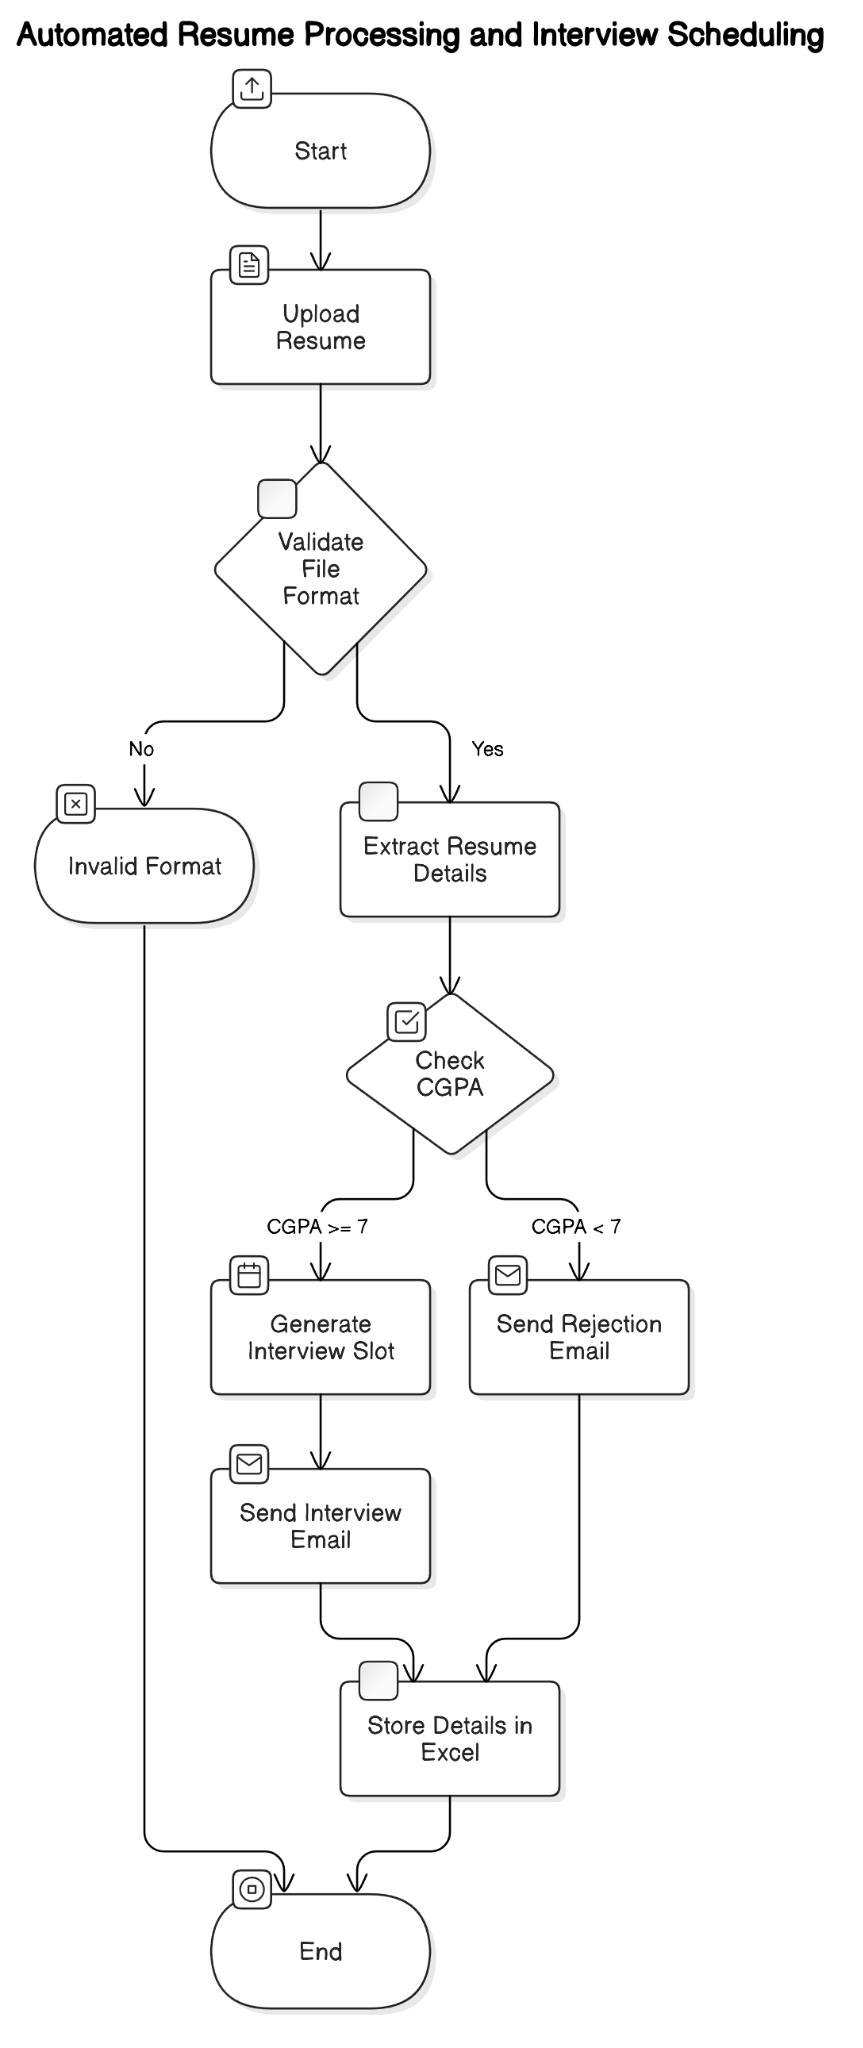 Automated Resume Processing and Interview Scheduling
Start
Upload
Resume
Validate
File
Format
No
Yes
Invalid Format
Extract Resume
Details
Check
CGPA
CGPA >= 7
CGPA < 7
Generate
Interview Slot
Send Rejection
Email
Send Interview
Email
Store Details in
Excel
End